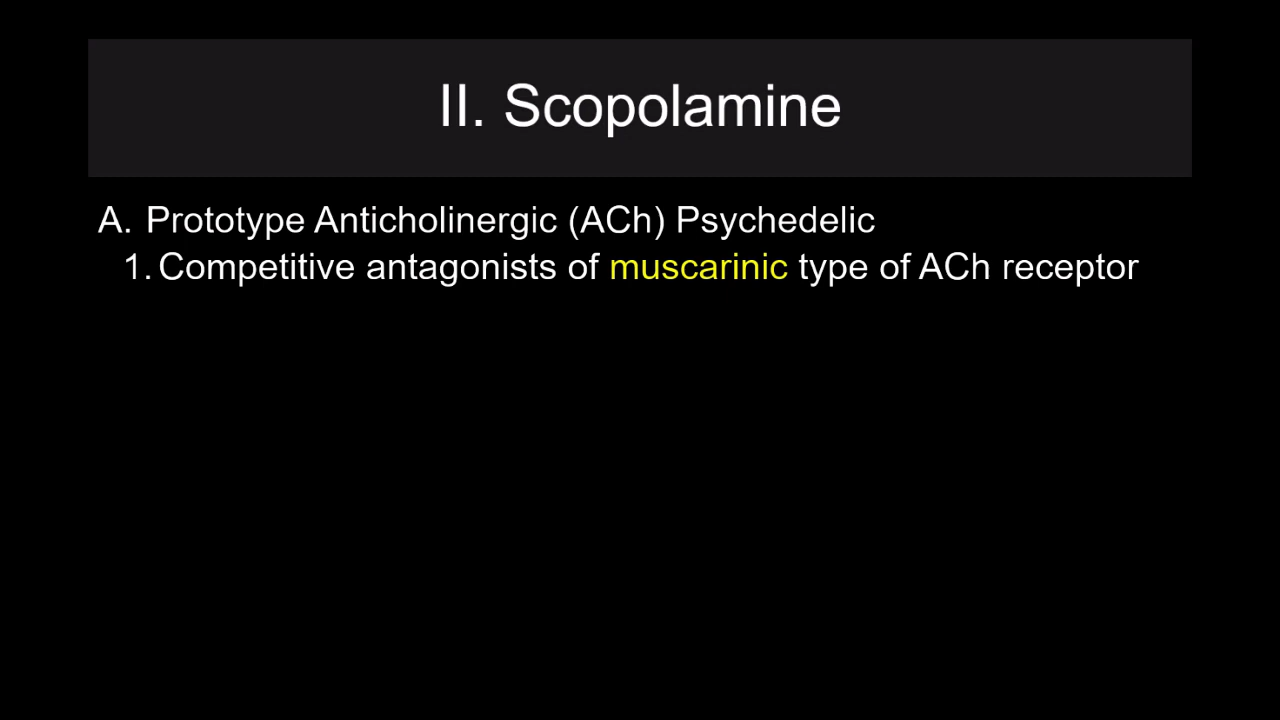 II. Scopolamine
A. Prototype Anticholinergic (ACh) Psychedelic
1. Competitive antagonists of muscarinic type of ACh receptor